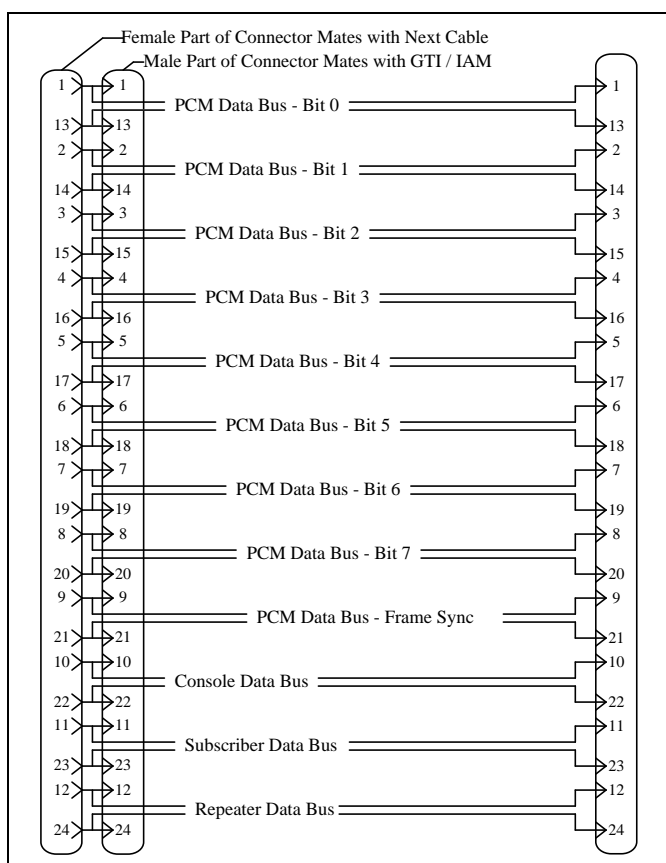 Female Part of Connector Mates with Next Cable
Male Part of Connector Mates with GTI / IAM
1 1 1
PCM Data Bus - Bit 0
13 13 13
2 2 2
PCM Data Bus - Bit 1
14 14 14
3 3 3
PCM Data Bus - Bit 2
15 15 15
4 4 4
PCM Data Bus - Bit 3
16 16 16
5 5 5
PCM Data Bus - Bit 4
17 17 17
6 6 6
PCM Data Bus - Bit 5
18 18 18
7 7 7
PCM Data Bus - Bit 6
19 19 19
8 8 8
PCM Data Bus - Bit 7
20 20 20
9 9 9
PCM Data Bus - Frame Sync
21 21 21
10 10 10
Console Data Bus
22 22 22
11 11 11
Subscriber Data Bus
23 23 23
12 12 12
Repeater Data Bus
24 24 24